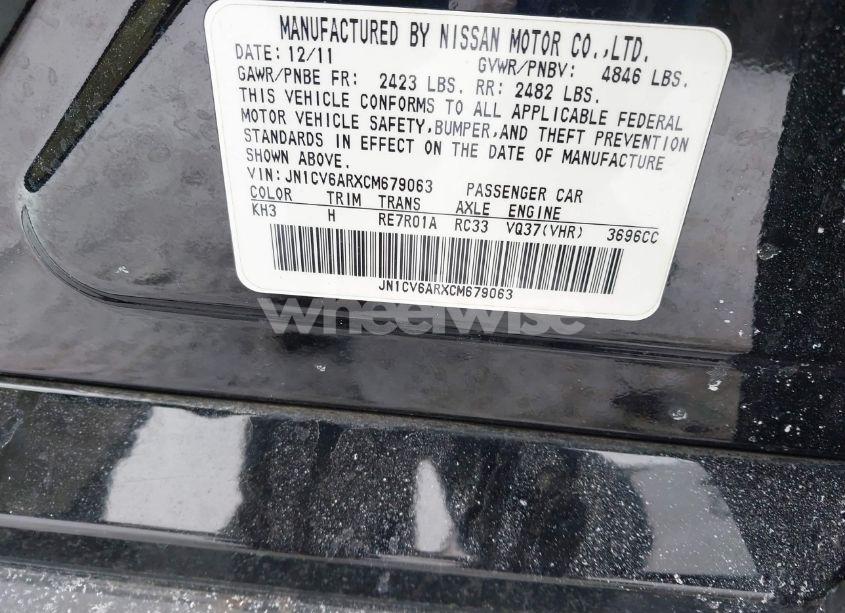 MANUFACTURED BY NISSAN MOTOR CO.,LTD.
DATE: 12/11 GVWR/PNBV: 4846 LBS.
GAWR/PNBE FR: 2423 LBS. RR: 2482 LBS.
THIS VEHICLE CONFORMS TO ALL APPLICABLE FEDERAL
MOTOR VEHICLE SAFETY,BUMPER,AND THEFT PREVENTION
STANDARDS IN EFFECT ON THE DATE OF MANUFACTURE
SHOWN ABOVE.
VIN:JN1CV6ARXCM679063 PASSENGER CAR
COLOR TRIM TRANS AXLE ENGINE
KH3 H RE7R01A RC33 VQ37(VHR) 3696CC
JN1CV6ARXCM679063
wheelwise